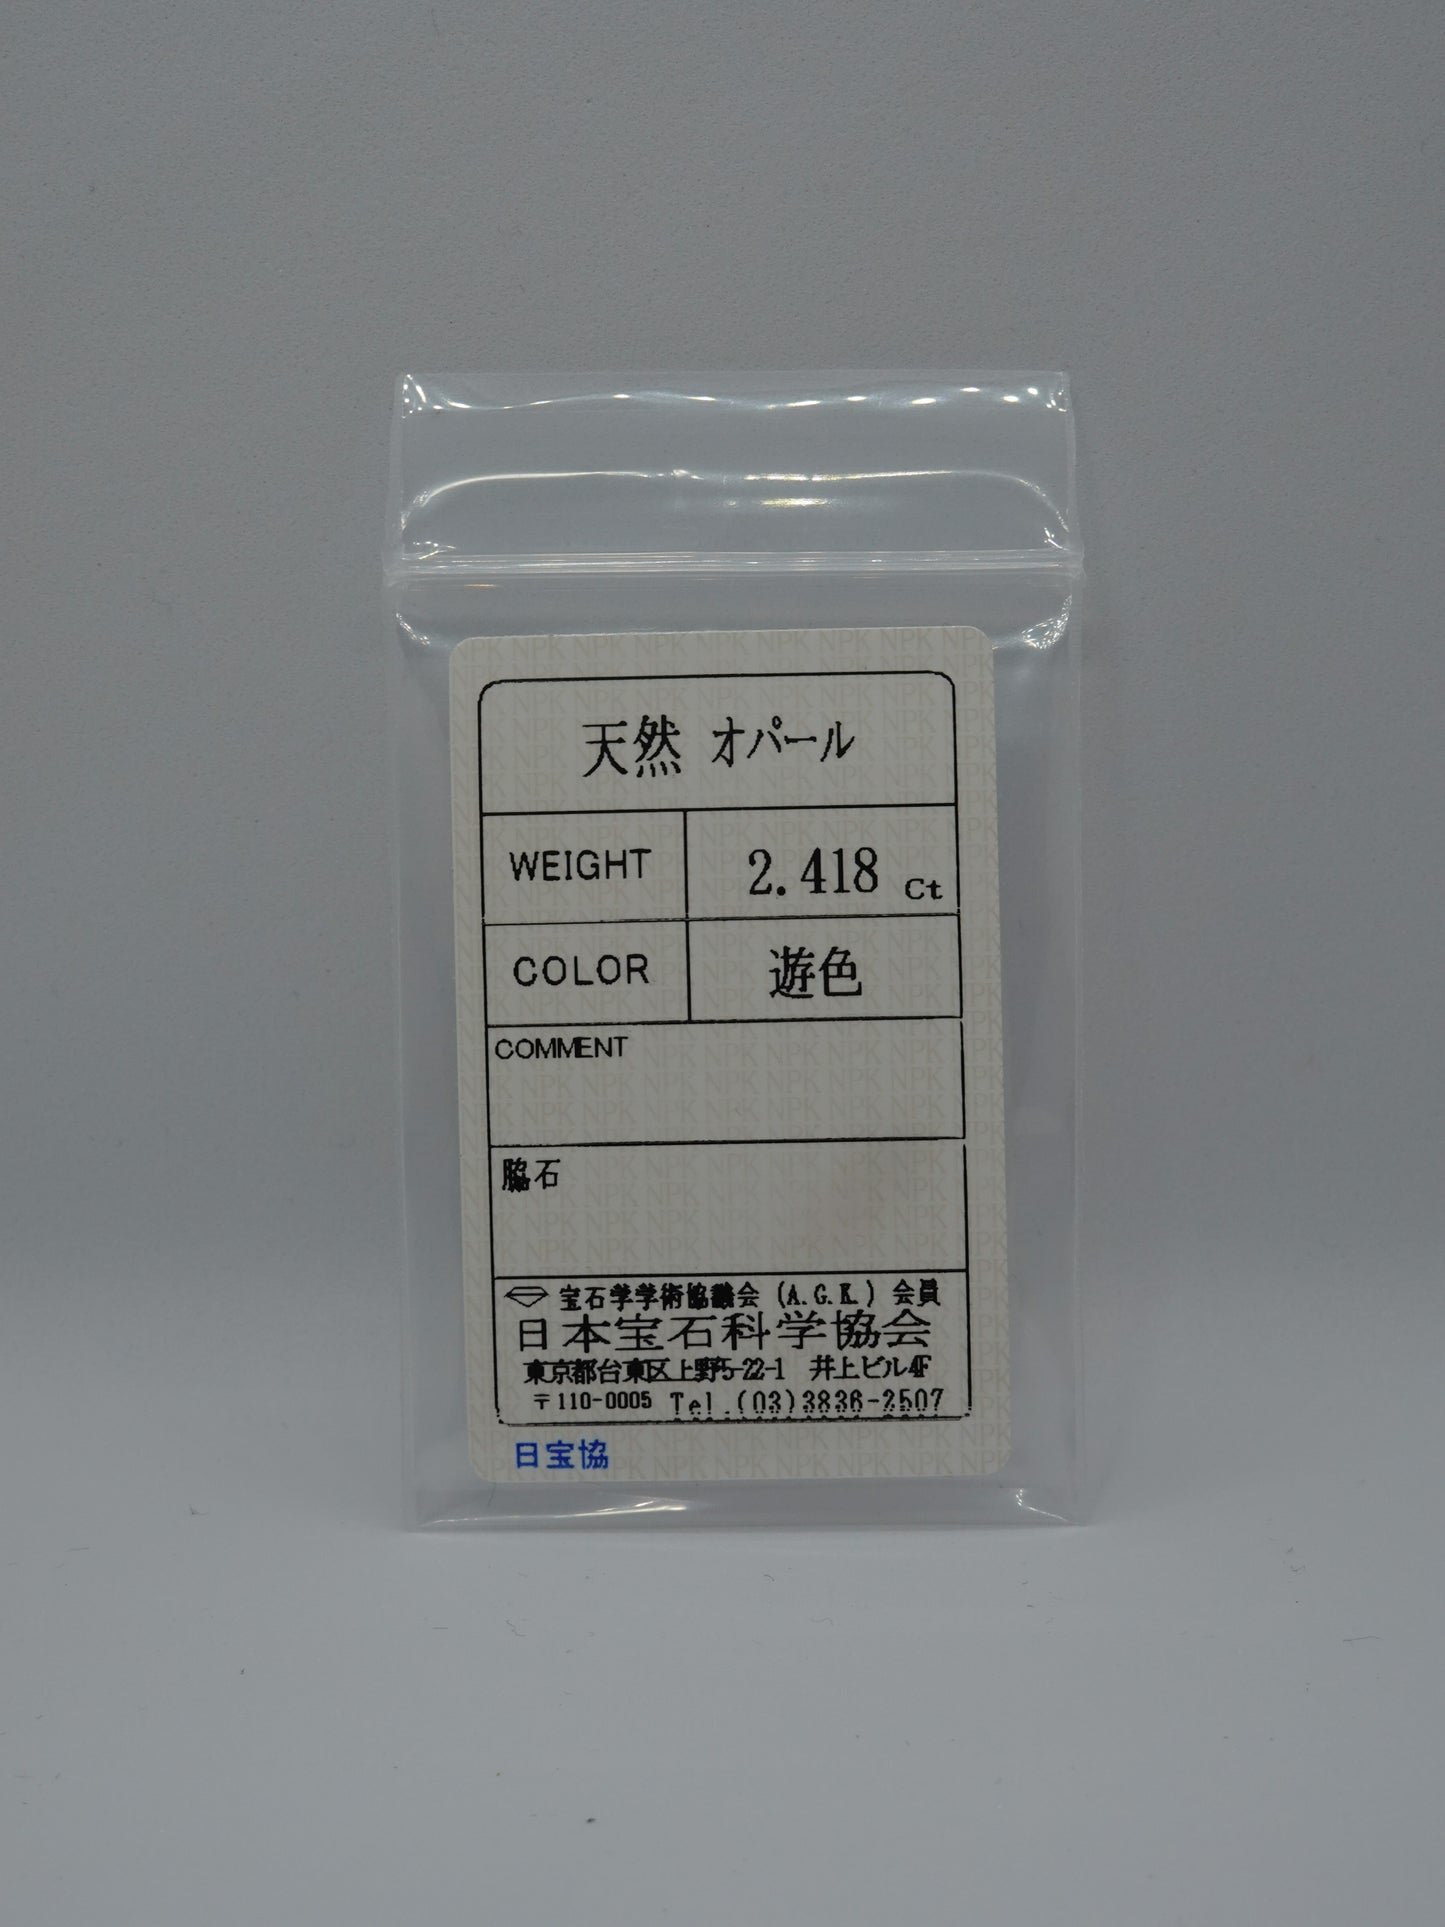 天然 オパール
WEIGHT 2.418 Ct
COLOR 遊色
COMMENT
脇石
宝石学学術協議会 (A.G.K.) 会員
日本宝石科学協会
東京都台東区上野5-22-1 井上ビル4F
〒110-0005 Tel.(03)3836-2507
日宝協